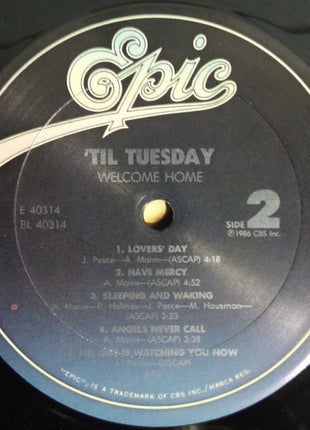 Epic
'TIL TUESDAY
WELCOME HOME
E 40314
BL 40314
SIDE 2
℗1986 CBS Inc.
1. LOVERS' DAY
J. Pesce—A. Mann—(ASCAP) 4:18
2. HAVE MERCY
A. Mann—(ASCAP) 4:52
3. SLEEPING AND WAKING
A. Mann—R. Holmes—J. Pesce—M. Hausman—
(ASCAP) 3:23
4. ANGELS NEVER CALL
A. Mann—(ASCAP) 3:38
IS WATCHING YOU NOW
A. Mann—(ASCAP)
"EPIC", IS A TRADEMARK OF CBS INC./MARCA REG.